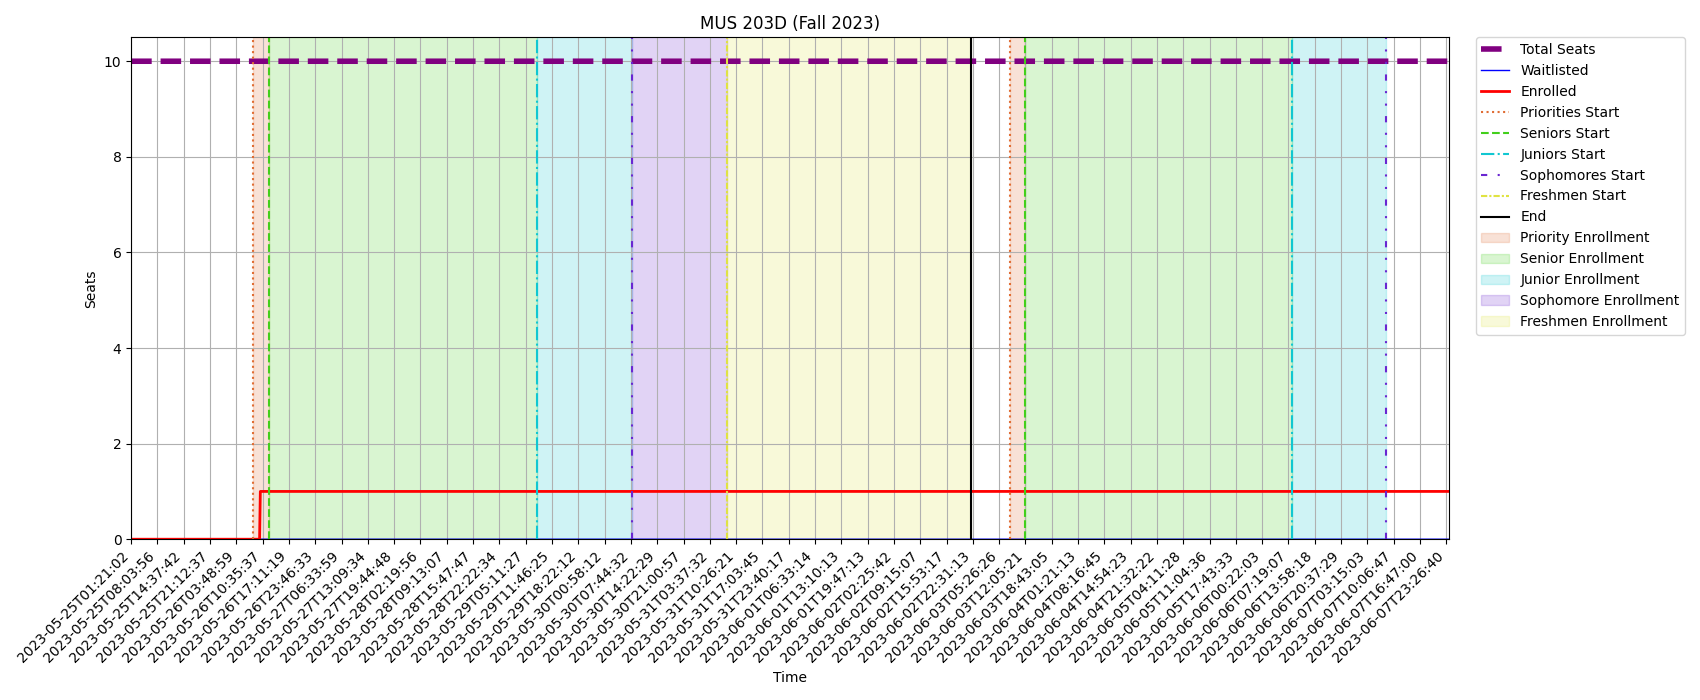 MUS 203D (Fall 2023)
Seats
10
8
6
4
2
0
2023-05-25T01:21:02
2023-05-25T08:03:56
2023-05-25T14:37:42
2023-05-25T21:12:37
2023-05-26T03:48:59
2023-05-26T10:35:37
2023-05-26T17:11:19
2023-05-26T23:46:33
2023-05-27T06:33:59
2023-05-27T13:09:34
2023-05-27T19:44:48
2023-05-28T02:19:56
2023-05-28T09:13:07
2023-05-28T15:47:47
2023-05-28T22:22:34
2023-05-29T05:11:27
2023-05-29T11:46:25
2023-05-29T18:22:12
2023-05-30T00:58:12
2023-05-30T07:44:32
2023-05-30T14:22:29
2023-05-30T21:00:57
2023-05-31T03:37:32
2023-05-31T10:26:21
2023-05-31T17:03:45
2023-05-31T23:40:17
2023-06-01T06:33:14
2023-06-01T13:10:13
2023-06-01T19:47:13
2023-06-02T02:25:42
2023-06-02T09:15:07
2023-06-02T15:53:17
2023-06-02T22:31:13
2023-06-03T05:26:26
2023-06-03T12:05:21
2023-06-03T18:43:05
2023-06-04T01:21:13
2023-06-04T08:16:45
2023-06-04T14:54:23
2023-06-04T21:32:22
2023-06-05T04:11:28
2023-06-05T11:04:36
2023-06-05T17:43:33
2023-06-06T00:22:03
2023-06-06T07:19:07
2023-06-06T13:58:18
2023-06-06T20:37:29
2023-06-07T03:15:03
2023-06-07T10:06:47
2023-06-07T16:47:00
2023-06-07T23:26:40
Time
Total Seats
Waitlisted
Enrolled
Priorities Start
Seniors Start
Juniors Start
Sophomores Start
Freshmen Start
End
Priority Enrollment
Senior Enrollment
Junior Enrollment
Sophomore Enrollment
Freshmen Enrollment